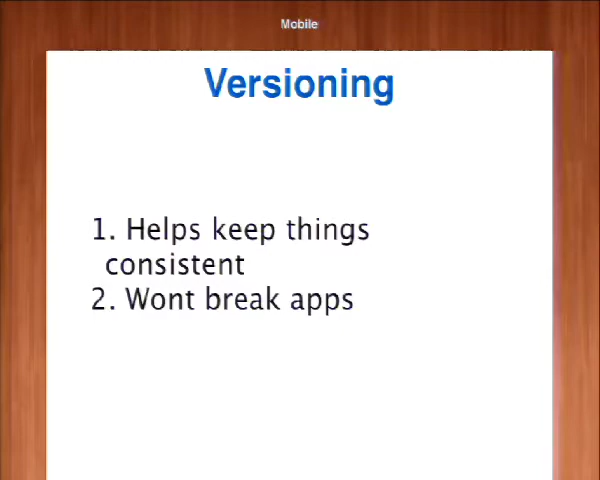 Mobile
Versioning
1. Helps keep things
consistent
2. Wont break apps